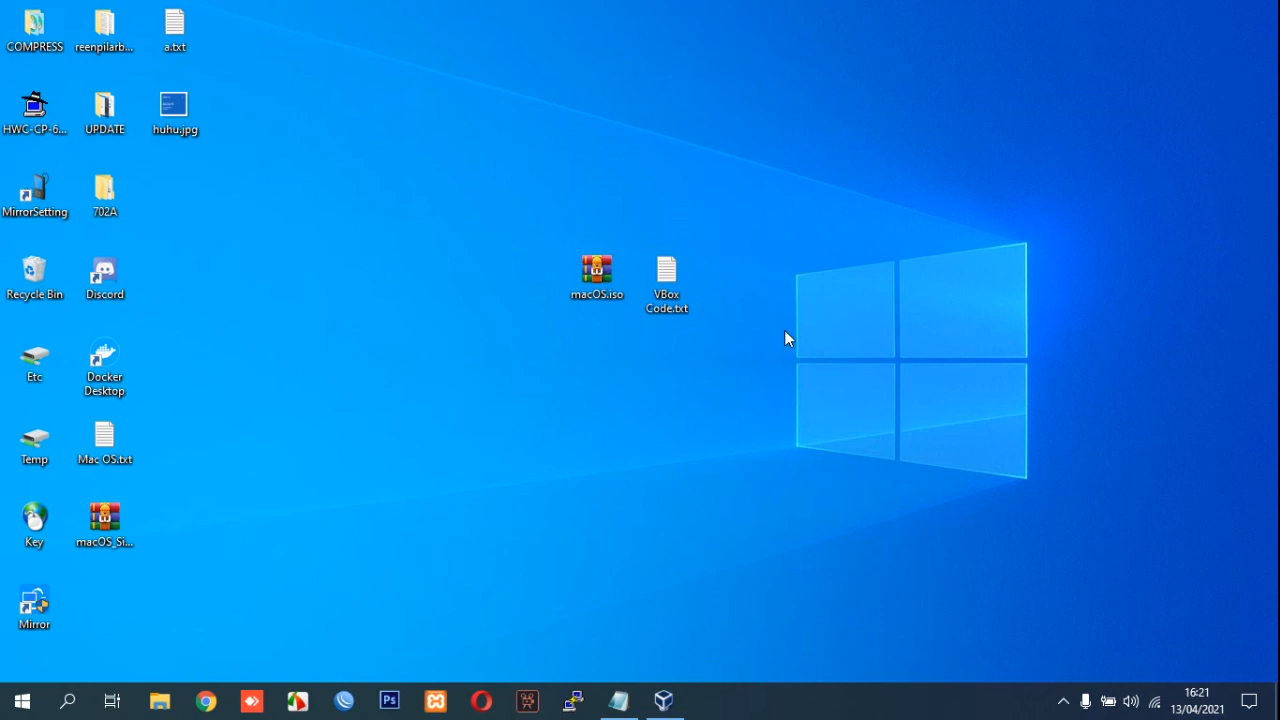 COMPRESS
reenpilarb...
a.txt
HWC-CP-6...
UPDATE
huhu.jpg
MirrorSetting
702A
Recycle Bin
Discord
macOS.iso
VBox
Code.txt
Etc
Docker
Desktop
Temp
Mac OS.txt
Key
macOS_Si...
Mirror
Ps
16:21
13/04/2021